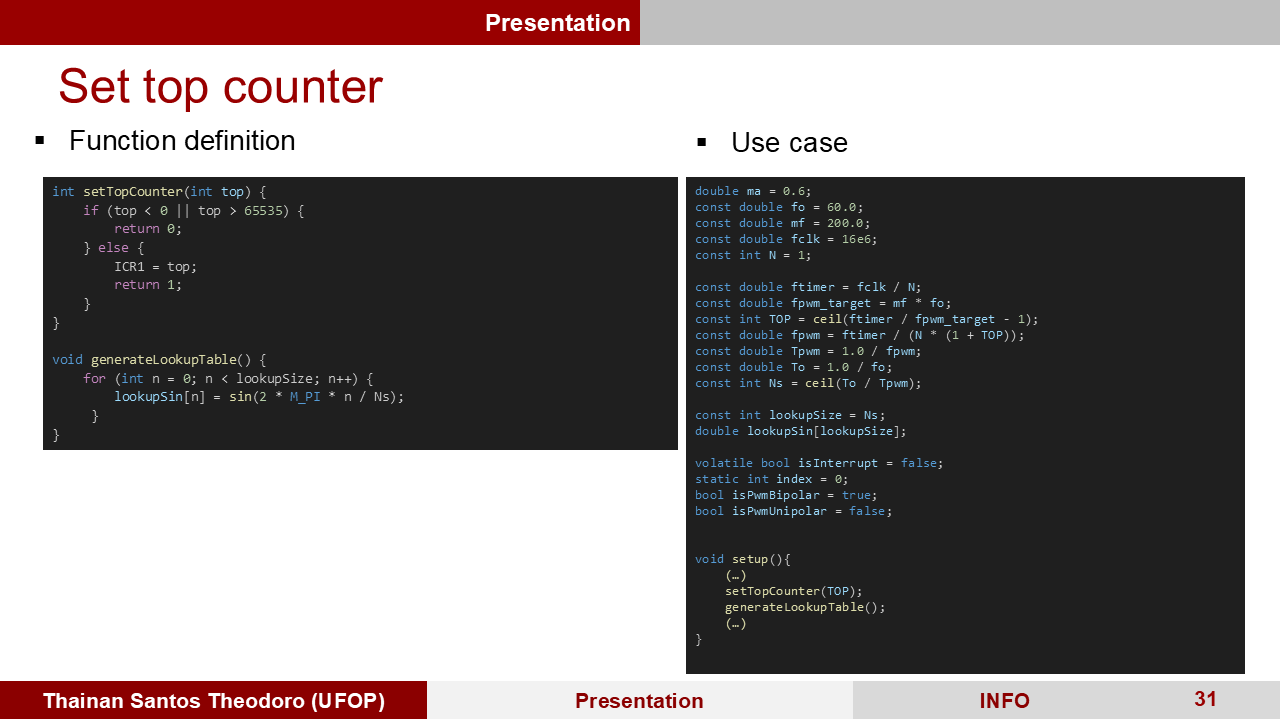 Presentation
Set top counter
▪ Function definition
int setTopCounter(int top) {
    if (top < 0 || top > 65535) {
        return 0;
    } else {
        ICR1 = top;
        return 1;
    }
}

void generateLookupTable() {
    for (int n = 0; n < lookupSize; n++) {
        lookupSin[n] = sin(2 * M_PI * n / Ns);
     }
}
▪ Use case
double ma = 0.6;
const double fo = 60.0;
const double mf = 200.0;
const double fclk = 16e6;
const int N = 1;

const double ftimer = fclk / N;
const double fpwm_target = mf * fo;
const int TOP = ceil(ftimer / fpwm_target - 1);
const double fpwm = ftimer / (N * (1 + TOP));
const double Tpwm = 1.0 / fpwm;
const double To = 1.0 / fo;
const int Ns = ceil(To / Tpwm);

const int lookupSize = Ns;
double lookupSin[lookupSize];

volatile bool isInterrupt = false;
static int index = 0;
bool isPwmBipolar = true;
bool isPwmUnipolar = false;

void setup(){
    (…)
    setTopCounter(TOP);
    generateLookupTable();
    (…)
}
Thainan Santos Theodoro (UFOP)
Presentation
INFO
31